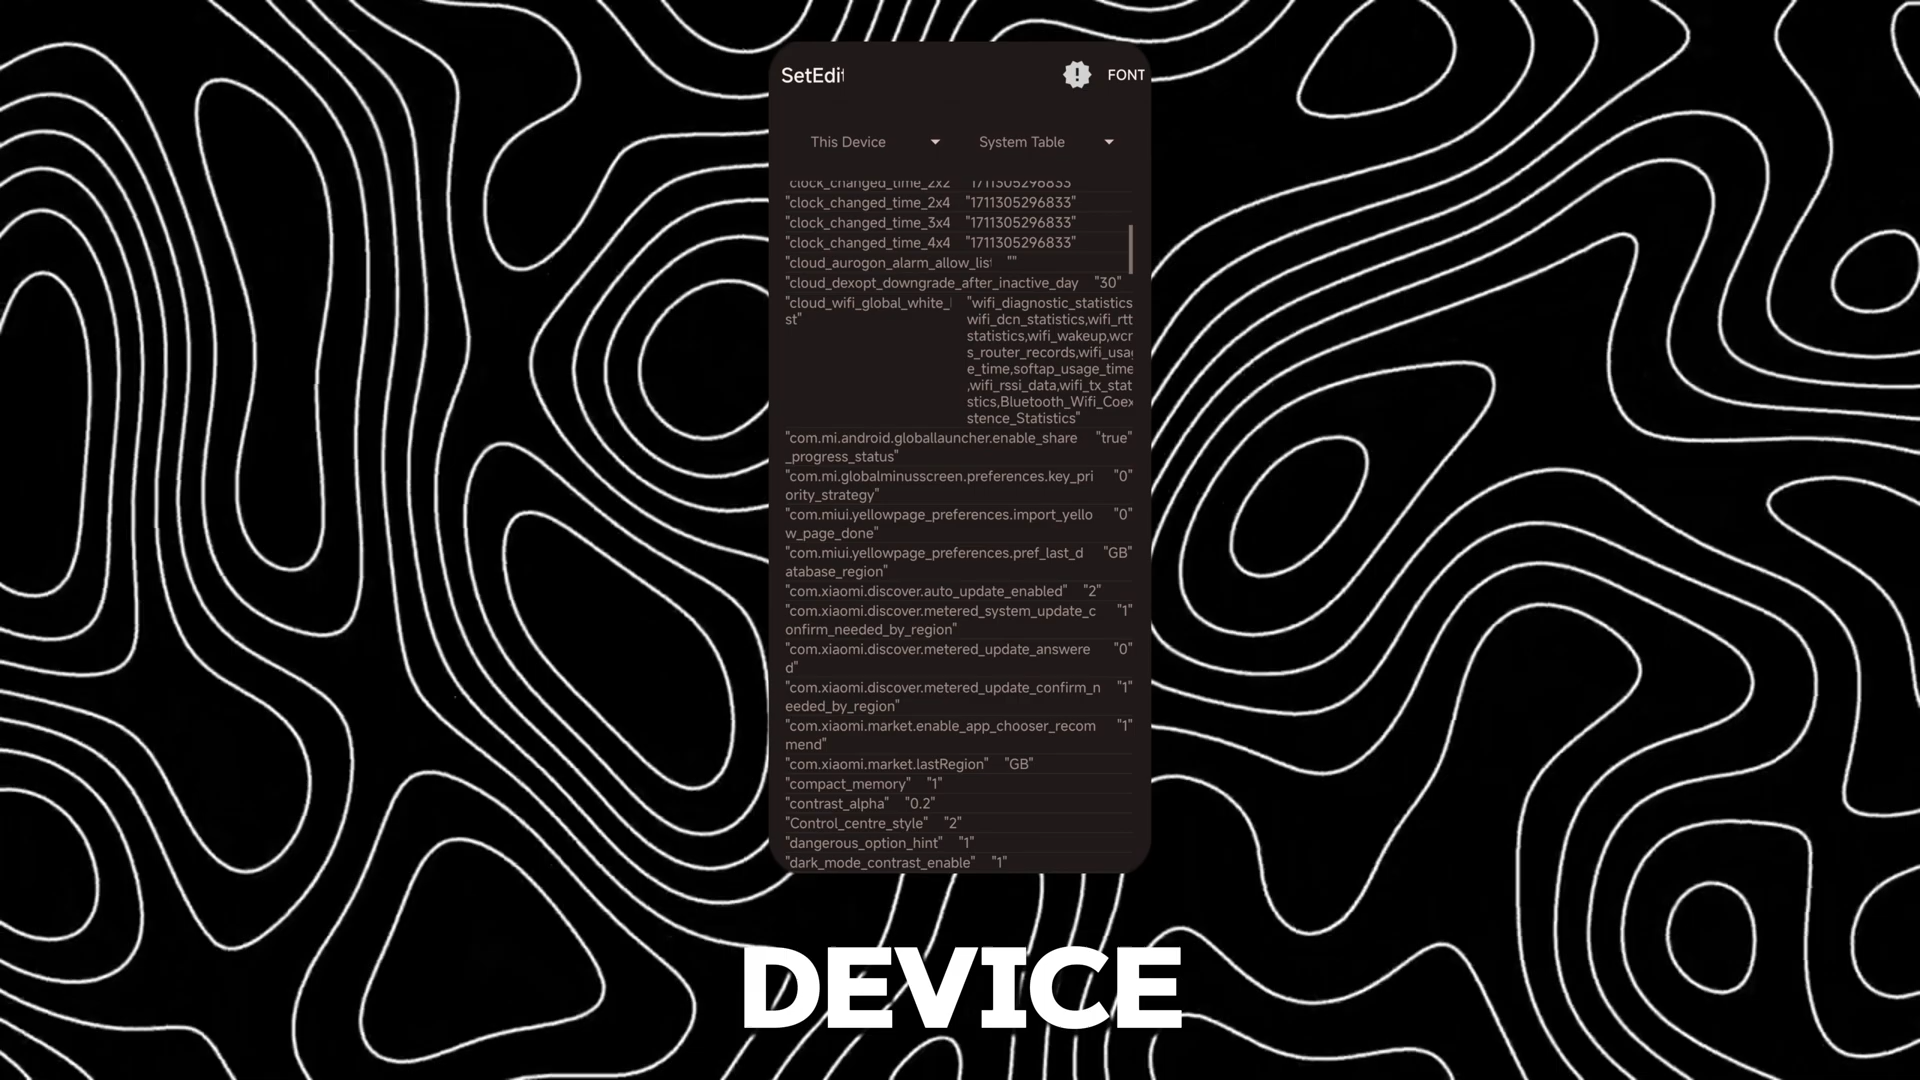 SetEdit
FONT
This Device
System Table
"clock_changed_time_2x2 "1711305296833"
"clock_changed_time_2x4 "1711305296833"
"clock_changed_time_3x4 "1711305296833"
"clock_changed_time_4x4 "1711305296833"
"cloud_aurogon_alarm_allow_list ""
"cloud_dexopt_downgrade_after_inactive_day "30"
"cloud_wifi_global_white_l
st"
"wifi_diagnostic_statistics
wifi_dcn_statistics,wifi_rtt
statistics,wifi_wakeup,wcn
s_router_records,wifi_usag
e_time,softap_usage_time
,wifi_rssi_data,wifi_tx_stat
stics,Bluetooth_Wifi_Coex
stence_Statistics"
"com.mi.android.globallauncher.enable_share "true"
_progress_status"
"com.mi.globalminusscreen.preferences.key_pri "0"
ority_strategy"
"com.miui.yellowpage_preferences.import_yello "0"
w_page_done"
"com.miui.yellowpage_preferences.pref_last_d "GB"
atabase_region"
"com.xiaomi.discover.auto_update_enabled" "2"
"com.xiaomi.discover.metered_system_update_c "1"
onfirm_needed_by_region"
"com.xiaomi.discover.metered_update_answere "0"
d"
"com.xiaomi.discover.metered_update_confirm_n "1"
eeded_by_region"
"com.xiaomi.market.enable_app_chooser_recom "1"
mend"
"com.xiaomi.market.lastRegion" "GB"
"compact_memory" "1"
"contrast_alpha" "0.2"
"Control_centre_style" "2"
"dangerous_option_hint" "1"
"dark_mode_contrast_enable" "1"
DEVICE